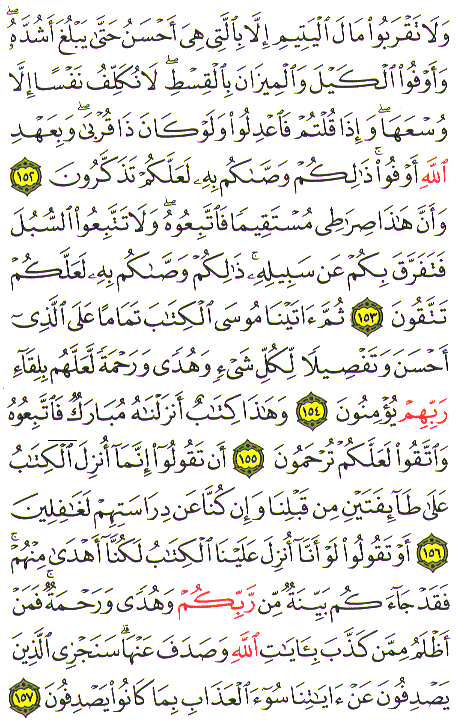 وَلَا تَقْرَبُوا۟ مَالَ ٱلْيَتِيمِ إِلَّا بِٱلَّتِى هِىَ أَحْسَنُ حَتَّىٰ يَبْلُغَ أَشُدَّهُۥ ۖ
وَأَوْفُوا۟ ٱلْكَيْلَ وَٱلْمِيزَانَ بِٱلْقِسْطِ ۖ لَا نُكَلِّفُ نَفْسًا إِلَّا
وُسْعَهَا ۖ وَإِذَا قُلْتُمْ فَٱعْدِلُوا۟ وَلَوْ كَانَ ذَا قُرْبَىٰ ۖ وَبِعَهْدِ
ٱللَّهِ أَوْفُوا۟ ۚ ذَٰلِكُمْ وَصَّىٰكُم بِهِۦ لَعَلَّكُمْ تَذَكَّرُونَ ١٥٢
وَأَنَّ هَـٰذَا صِرَٰطِى مُسْتَقِيمًا فَٱتَّبِعُوهُ ۖ وَلَا تَتَّبِعُوا۟ ٱلسُّبُلَ
فَتَفَرَّقَ بِكُمْ عَن سَبِيلِهِۦ ۚ ذَٰلِكُمْ وَصَّىٰكُم بِهِۦ لَعَلَّكُمْ
تَتَّقُونَ ١٥٣ ثُمَّ ءَاتَيْنَا مُوسَى ٱلْكِتَـٰبَ تَمَامًا عَلَى ٱلَّذِىٓ
أَحْسَنَ وَتَفْصِيلًا لِّكُلِّ شَىْءٍ وَهُدًى وَرَحْمَةً لَّعَلَّهُم بِلِقَآءِ
رَبِّهِمْ يُؤْمِنُونَ ١٥٤ وَهَـٰذَا كِتَـٰبٌ أَنزَلْنَـٰهُ مُبَارَكٌ فَٱتَّبِعُوهُ
وَٱتَّقُوا۟ لَعَلَّكُمْ تُرْحَمُونَ ١٥٥ أَن تَقُولُوٓا۟ إِنَّمَآ أُنزِلَ ٱلْكِتَـٰبُ
عَلَىٰ طَآئِفَتَيْنِ مِن قَبْلِنَا وَإِن كُنَّا عَن دِرَاسَتِهِمْ لَغَـٰفِلِينَ
١٥٦ أَوْ تَقُولُوا۟ لَوْ أَنَّآ أُنزِلَ عَلَيْنَا ٱلْكِتَـٰبُ لَكُنَّآ أَهْدَىٰ مِنْهُمْ ۚ
فَقَدْ جَآءَكُم بَيِّنَةٌ مِّن رَّبِّكُمْ وَهُدًى وَرَحْمَةٌ ۚ فَمَنْ
أَظْلَمُ مِمَّن كَذَّبَ بِـَٔايَـٰتِ ٱللَّهِ وَصَدَفَ عَنْهَا ۗ سَنَجْزِى ٱلَّذِينَ
يَصْدِفُونَ عَنْ ءَايَـٰتِنَا سُوٓءَ ٱلْعَذَابِ بِمَا كَانُوا۟ يَصْدِفُونَ ١٥٧